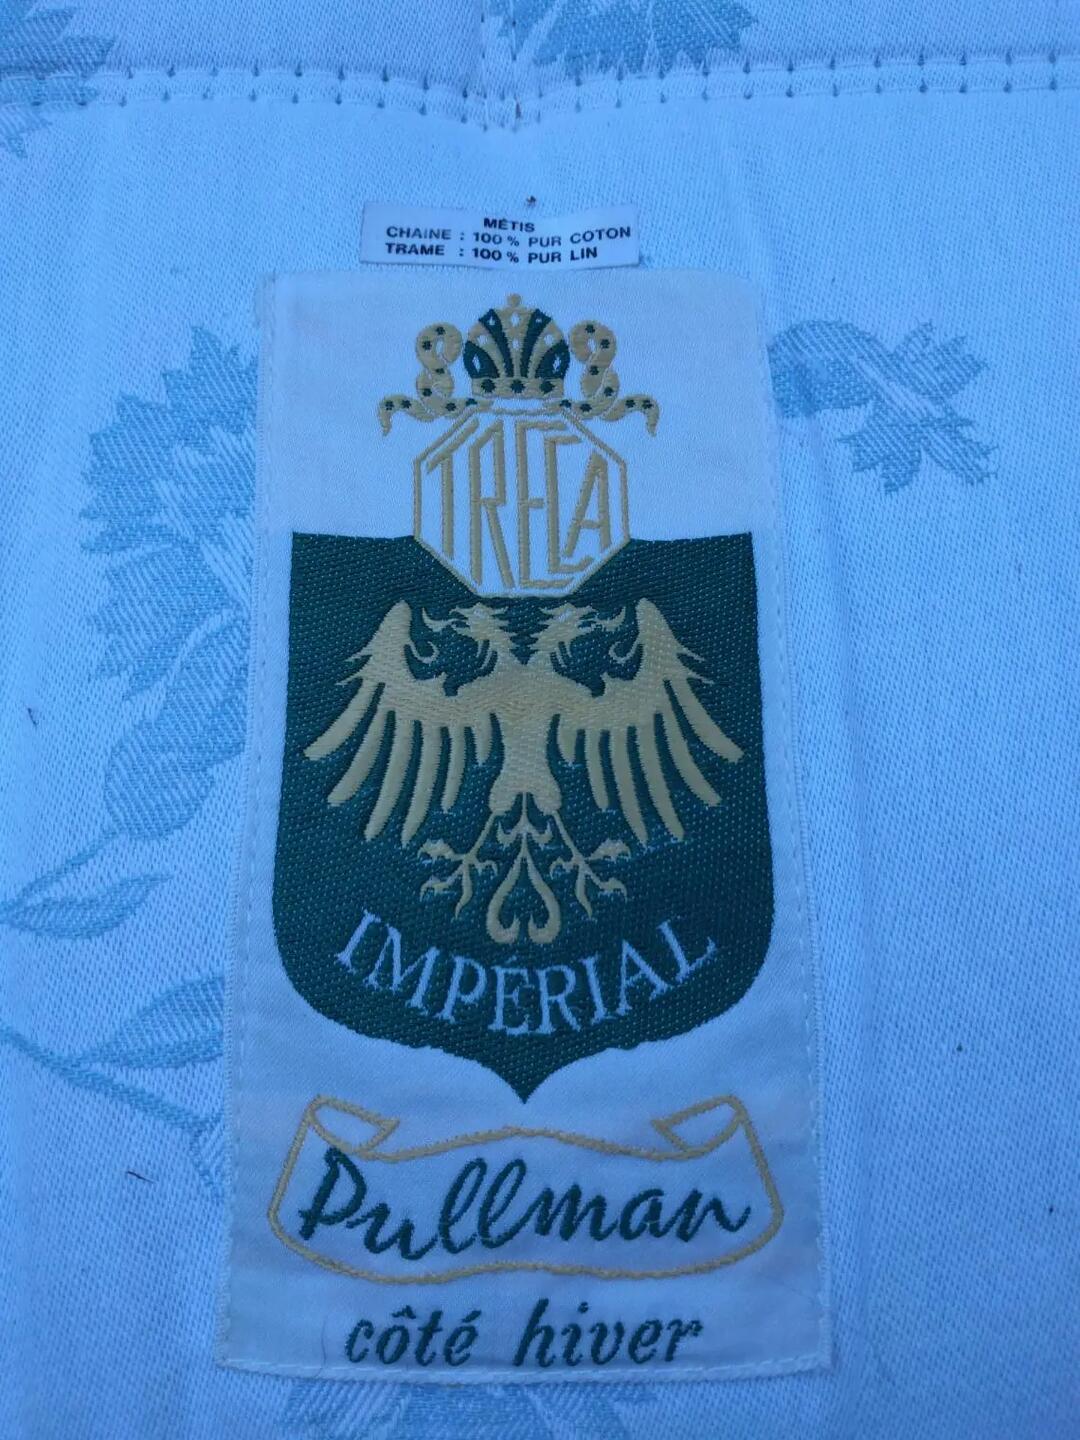 MÉTIS
CHAINE : 100 % PUR COTON
TRAME : 100 % PUR LIN
TRECA
IMPÉRIAL
Pullman
côté hiver